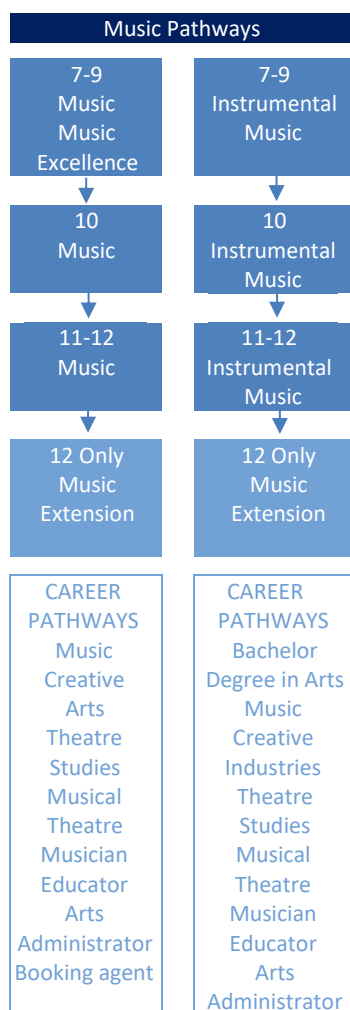 Music Pathways
7-9
Music
Music
Excellence
10
Music
11-12
Music
12 Only
Music
Extension
CAREER
PATHWAYS
Music
Creative
Arts
Theatre
Studies
Musical
Theatre
Musician
Educator
Arts
Administrator
Booking agent
7-9
Instrumental
Music
10
Instrumental
Music
11-12
Instrumental
Music
12 Only
Music
Extension
CAREER
PATHWAYS
Bachelor
Degree in Arts
Music
Creative
Industries
Theatre
Studies
Musical
Theatre
Musician
Educator
Arts
Administrator